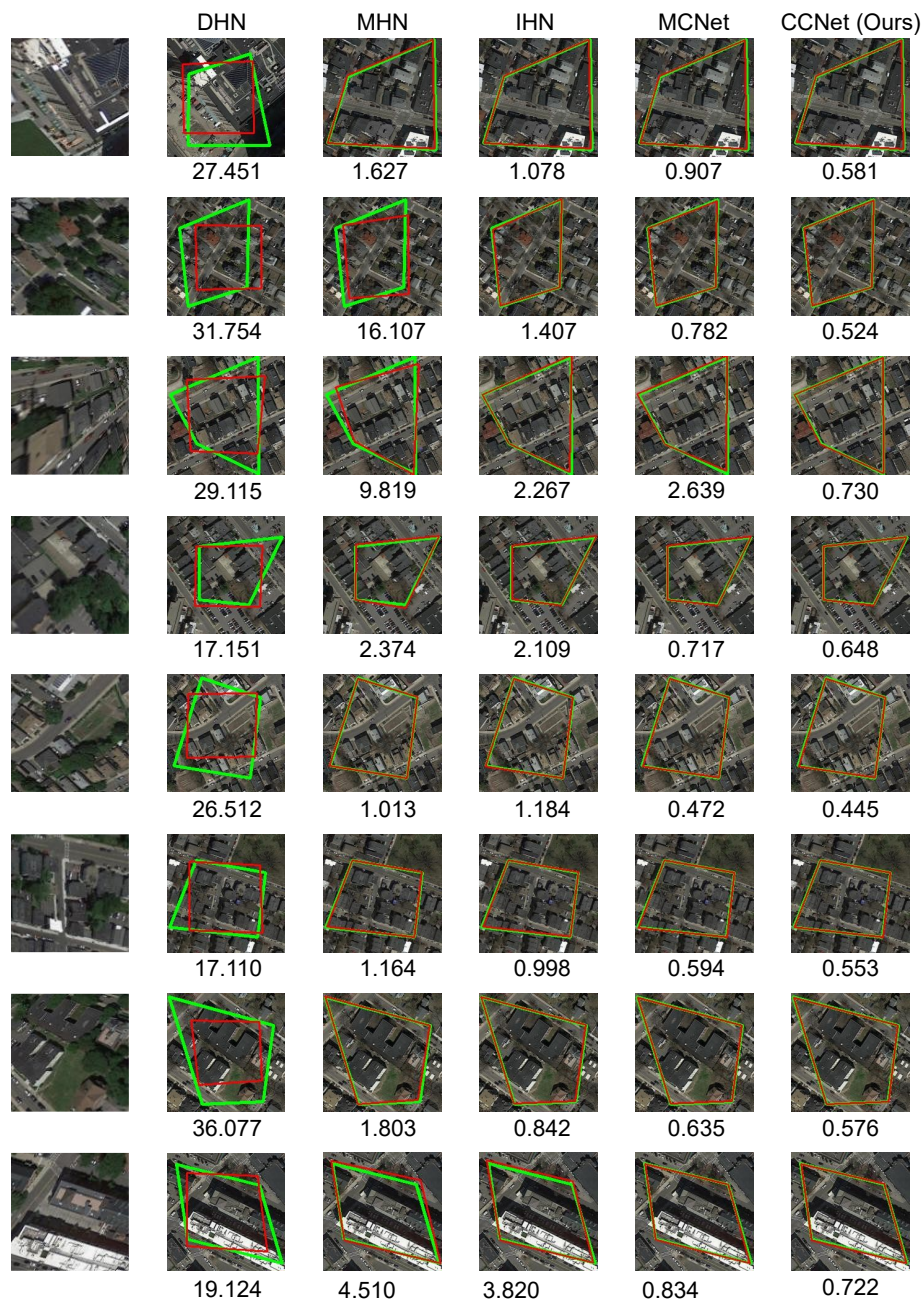 DHN MHN IHN MCNet CCNet (Ours)
27.451 1.627 1.078 0.907 0.581
31.754 16.107 1.407 0.782 0.524
29.115 9.819 2.267 2.639 0.730
17.151 2.374 2.109 0.717 0.648
26.512 1.013 1.184 0.472 0.445
17.110 1.164 0.998 0.594 0.553
36.077 1.803 0.842 0.635 0.576
19.124 4.510 3.820 0.834 0.722